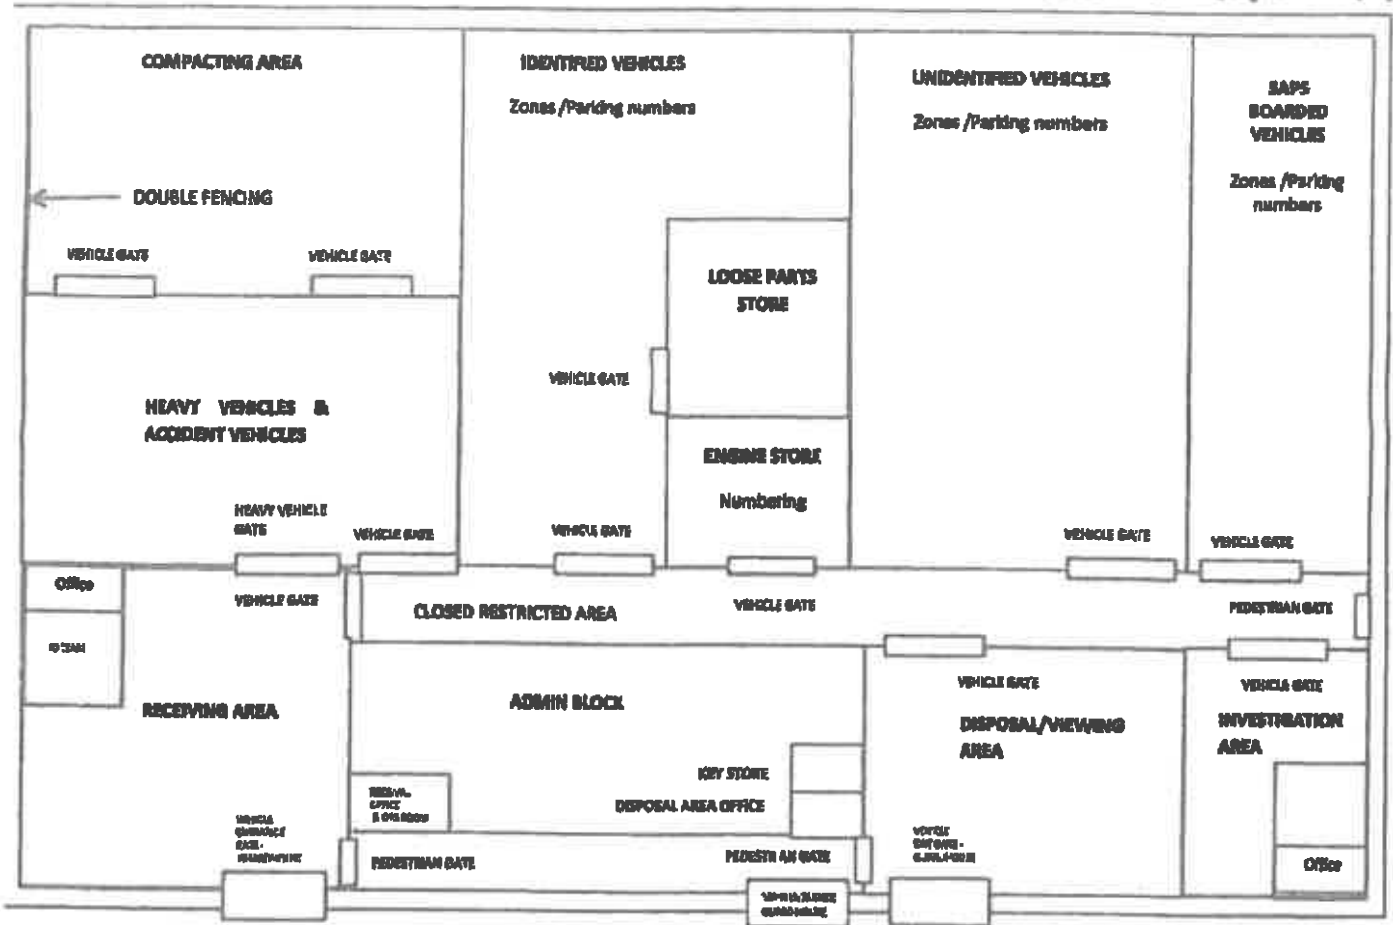 COMPACTING AREA
IDENTIFIED VEHICLES
Zones /Parking numbers
UNIDENTIFIED VEHICLES
Zones /Parking numbers
SAPS
BOARDED
VEHICLES
Zones /Parking
numbers
DOUBLE FENCING
VEHICLE GATE
VEHICLE GATE
LOOSE PARTS
STORE
VEHICLE GATE
HEAVY VEHICLES &
ACCIDENT VEHICLES
ENGINE STORE
Numbering
HEAVY VEHICLE
GATE
VEHICLE GATE
VEHICLE GATE
VEHICLE GATE
VEHICLE GATE
Office
VEHICLE GATE
CLOSED RESTRICTED AREA
VEHICLE GATE
PEDESTRIAN GATE
VEHICLE GATE
VEHICLE GATE
RECEIVING AREA
ADMIN BLOCK
DISPOSAL/VIEWING
AREA
INVESTIGATION
AREA
KEY STORE
DISPOSAL AREA OFFICE
OFFICE
VEHICLE
ENTRANCE
PEDESTRIAN GATE
PEDESTRIAN GATE
Office